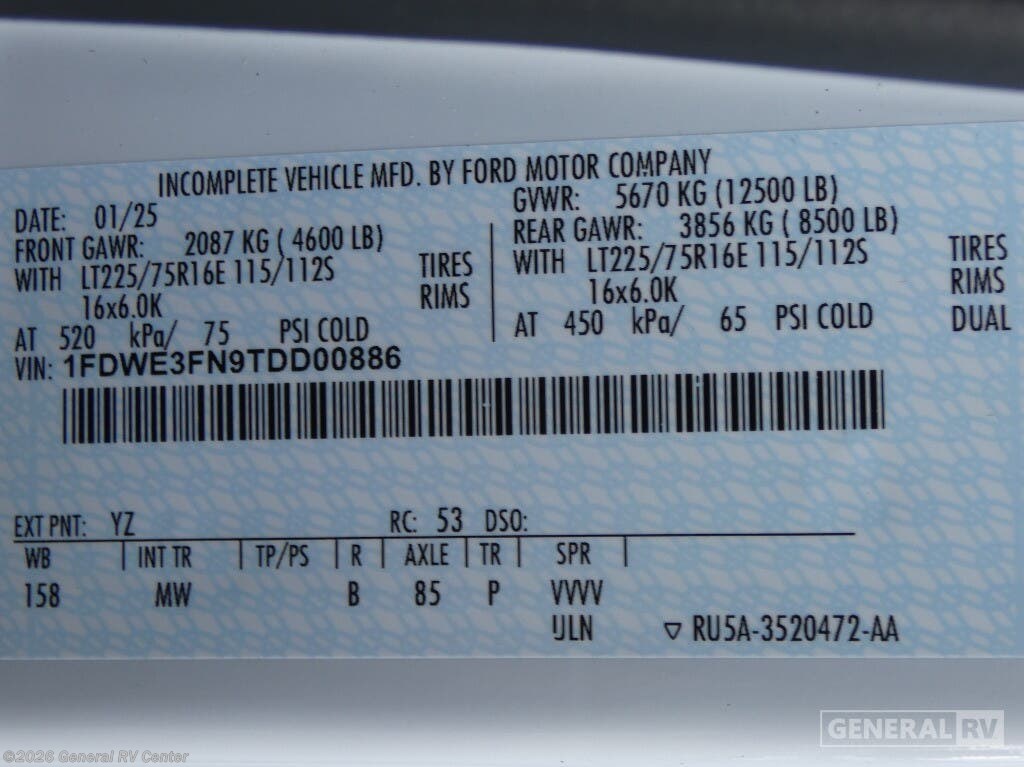 INCOMPLETE VEHICLE MFD. BY FORD MOTOR COMPANY
DATE: 01/25
GVWR: 5670 KG (12500 LB)
FRONT GAWR: 2087 KG ( 4600 LB)
REAR GAWR: 3856 KG ( 8500 LB)
WITH LT225/75R16E 115/112S TIRES
WITH LT225/75R16E 115/112S TIRES
16x6.0K RIMS
16x6.0K RIMS
AT 520 kPa/ 75 PSI COLD
AT 450 kPa/ 65 PSI COLD DUAL
VIN: 1FDWE3FN9TDD00886
EXT PNT: YZ RC: 53 DSO:
WB INT TR TP/PS R AXLE TR SPR
158 MW B 85 P VVVV
ULN ▽ RU5A-3520472-AA
GENERAL RV
©2026 General RV Center